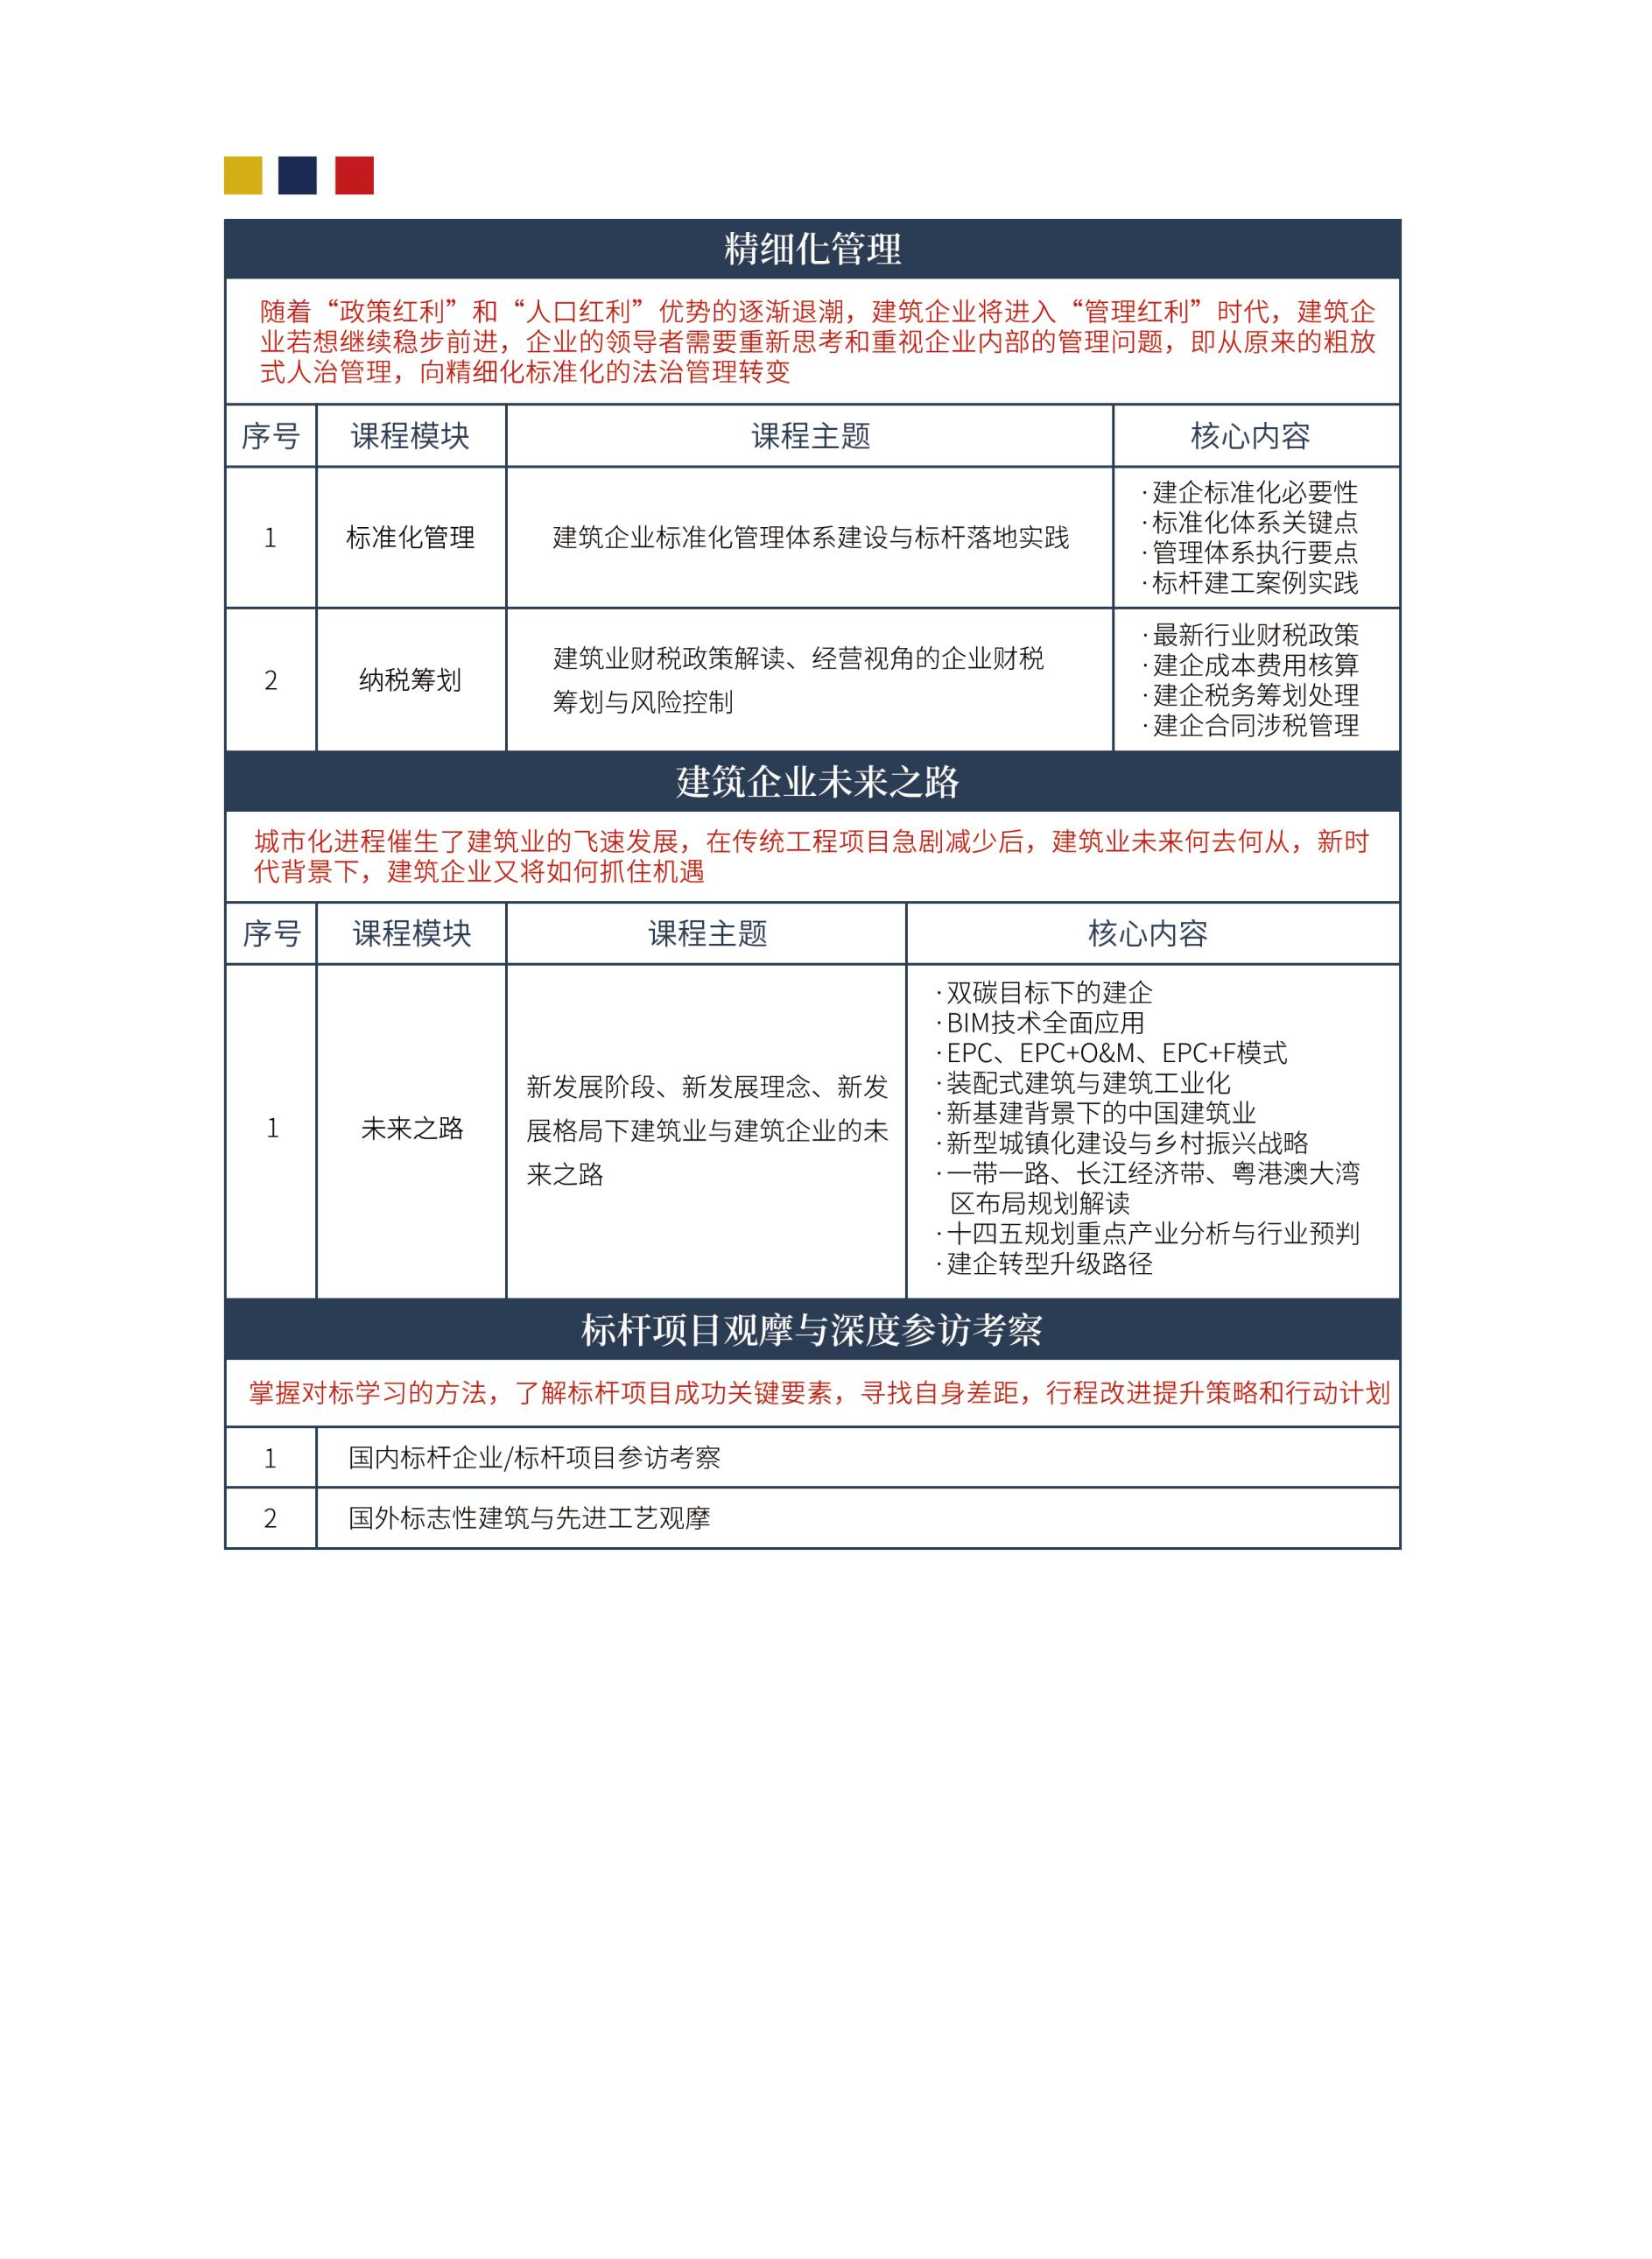 精细化管理
随着“政策红利”和“人口红利”优势的逐渐退潮，建筑企业将进入“管理红利”时代，建筑企
业若想继续稳步前进，企业的领导者需要重新思考和重视企业内部的管理问题，即从原来的粗放
式人治管理，向精细化标准化的法治管理转变
序号 课程模块 课程主题 核心内容
1 标准化管理 建筑企业标准化管理体系建设与标杆落地实践
·建企标准化必要性
·标准化体系关键点
·管理体系执行要点
·标杆建工案例实践
2 纳税筹划
建筑业财税政策解读、经营视角的企业财税
筹划与风险控制
·最新行业财税政策
·建企成本费用核算
·建企税务筹划处理
·建企合同涉税管理
建筑企业未来之路
城市化进程催生了建筑业的飞速发展，在传统工程项目急剧减少后，建筑业未来何去何从，新时
代背景下，建筑企业又将如何抓住机遇
序号 课程模块 课程主题 核心内容
1 未来之路
新发展阶段、新发展理念、新发
展格局下建筑业与建筑企业的未
来之路
·双碳目标下的建企
·BIM技术全面应用
·EPC、EPC+O&M、EPC+F模式
·装配式建筑与建筑工业化
·新基建背景下的中国建筑业
·新型城镇化建设与乡村振兴战略
·一带一路、长江经济带、粤港澳大湾
区布局规划解读
·十四五规划重点产业分析与行业预判
·建企转型升级路径
标杆项目观摩与深度参访考察
掌握对标学习的方法，了解标杆项目成功关键要素，寻找自身差距，行程改进提升策略和行动计划
1 国内标杆企业/标杆项目参访考察
2 国外标志性建筑与先进工艺观摩